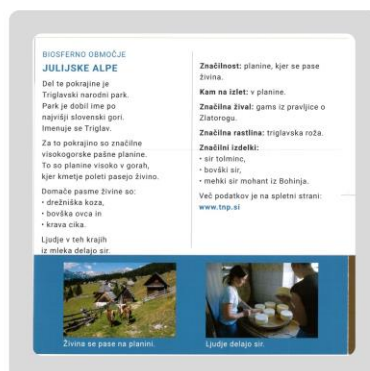 BIOSFERNO OBMOČJE
JULIJSKE ALPE
Del te pokrajine je
Triglavski narodni park.
Park je dobil ime po
najvišji slovenski gori.
Imenuje se Triglav.
Za to pokrajino so značilne
visokogorske pašne planine.
To so planine visoko v gorah,
kjer kmetje poleti pasejo živino.
Domače pasme živine so:
• drežniška koza,
• bovška ovca in
• krava cika.
Ljudje v teh krajih
iz mleka delajo sir.
Značilnost: planine, kjer se pase
živina.
Kam na izlet: v planine.
Značilna žival: gams iz pravljice o
Zlatorogu.
Značilna rastlina: triglavska roža.
Značilni izdelki:
• sir tolminc,
• bovški sir,
• mehki sir mohant iz Bohinja.
Več podatkov je na spletni strani:
www.tnp.si
Živina se pase na planini.
Ljudje delajo sir.